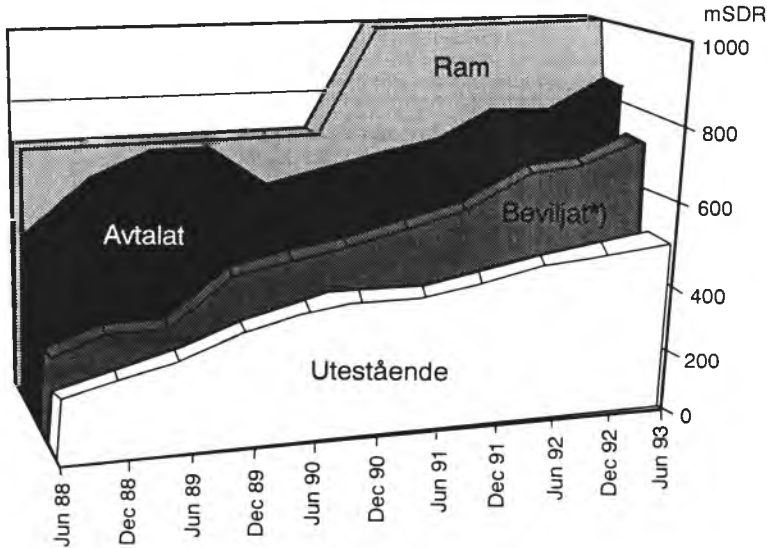 mSDR
1000
Ram
800
Avtalat
Beviljat*)
600
400
Utestående
200
0
Jun 88
Dec 88
Jun 89
Dec 89
Jun 90
Dec 90
Jun 91
Dec 91
Jun 92
Dec 92
Jun 93